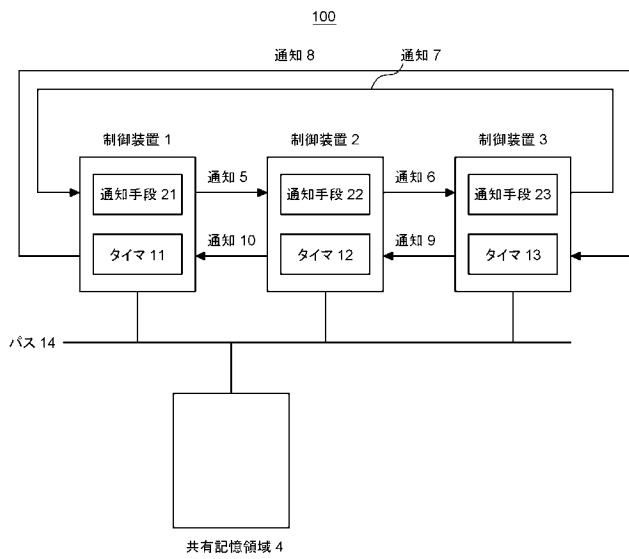 100
通知 8
通知 7
制御装置 1
制御装置 2
制御装置 3
通知手段 21
通知 5
通知手段 22
通知 6
通知手段 23
タイマ 11
通知 10
タイマ 12
通知 9
タイマ 13
バス 14
共有記憶領域 4